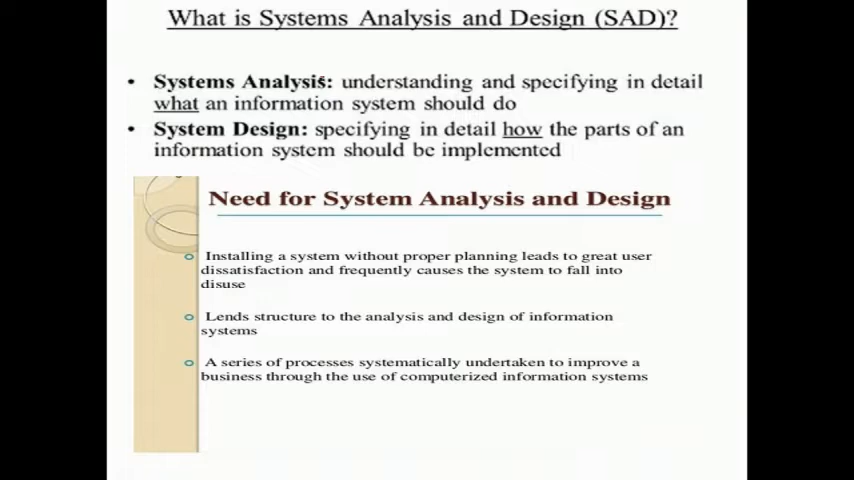 What is Systems Analysis and Design (SAD)?
• Systems Analysis: understanding and specifying in detail
what an information system should do
• System Design: specifying in detail how the parts of an
information system should be implemented
Need for System Analysis and Design
Installing a system without proper planning leads to great user
dissatisfaction and frequently causes the system to fall into
disuse
Lends structure to the analysis and design of information
systems
A series of processes systematically undertaken to improve a
business through the use of computerized information systems